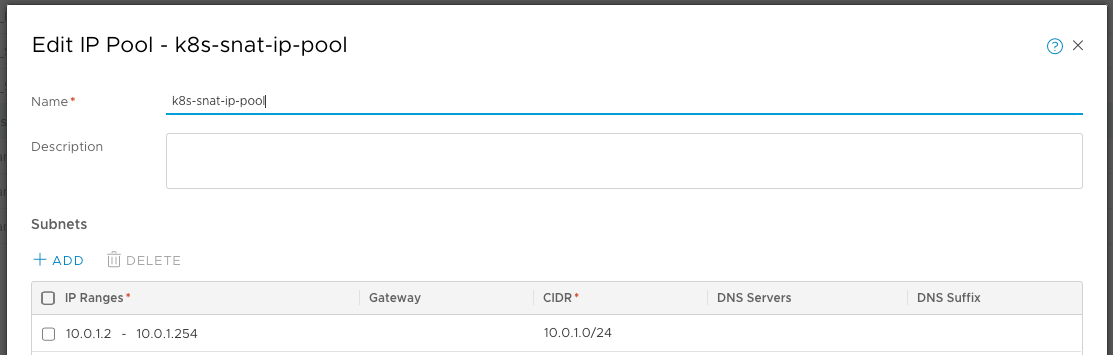 Edit IP Pool - k8s-snat-ip-pool
Name*
k8s-snat-ip-pool
Description
Subnets
+ ADD DELETE
IP Ranges* Gateway CIDR* DNS Servers DNS Suffix
10.0.1.2 - 10.0.1.254 10.0.1.0/24